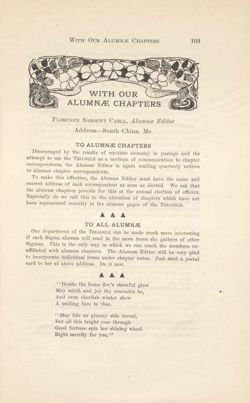 With Our Alumnæ Chapters 109
WITH OUR
ALUMNÆ CHAPTERS
Florence Sargent Carll, Alumnæ Editor
Address—South China, Me.
TO ALUMNÆ CHAPTERS
Discouraged by the results of wartime economy in postage and the
attempt to use the Triangle as a medium of communication to chapter
correspondents, the Alumnæ Editor is again mailing quarterly notices
to alumnæ chapter correspondents.
To make this effective, the Alumnæ Editor must have the name and
correct address of each correspondent as soon as elected. We ask that
the alumnæ chapters provide for this at the annual election of officers.
Especially do we call this to the attention of chapters which have not
been represented recently in the alumnæ pages of the Triangle.
TO ALL ALUMNÆ
Our department of the Triangle can be made much more interesting
if each Sigma alumna will send in the news items she gathers of other
Sigmas. This is the only way in which we can reach the members un-
affiliated with alumnæ chapters. The Alumnæ Editor will be very glad
to incorporate individual items under chapter notes. Just send a postal
card to her at above address. Do it now.
"Beside the home fire's cheerful glow
May mirth and joy thy comrades be,
And even churlish winter show
A smiling face to thee.
"May life no gloomy side reveal,
But all this bright year through
Good fortune spin her shining wheel
Right merrily for you."